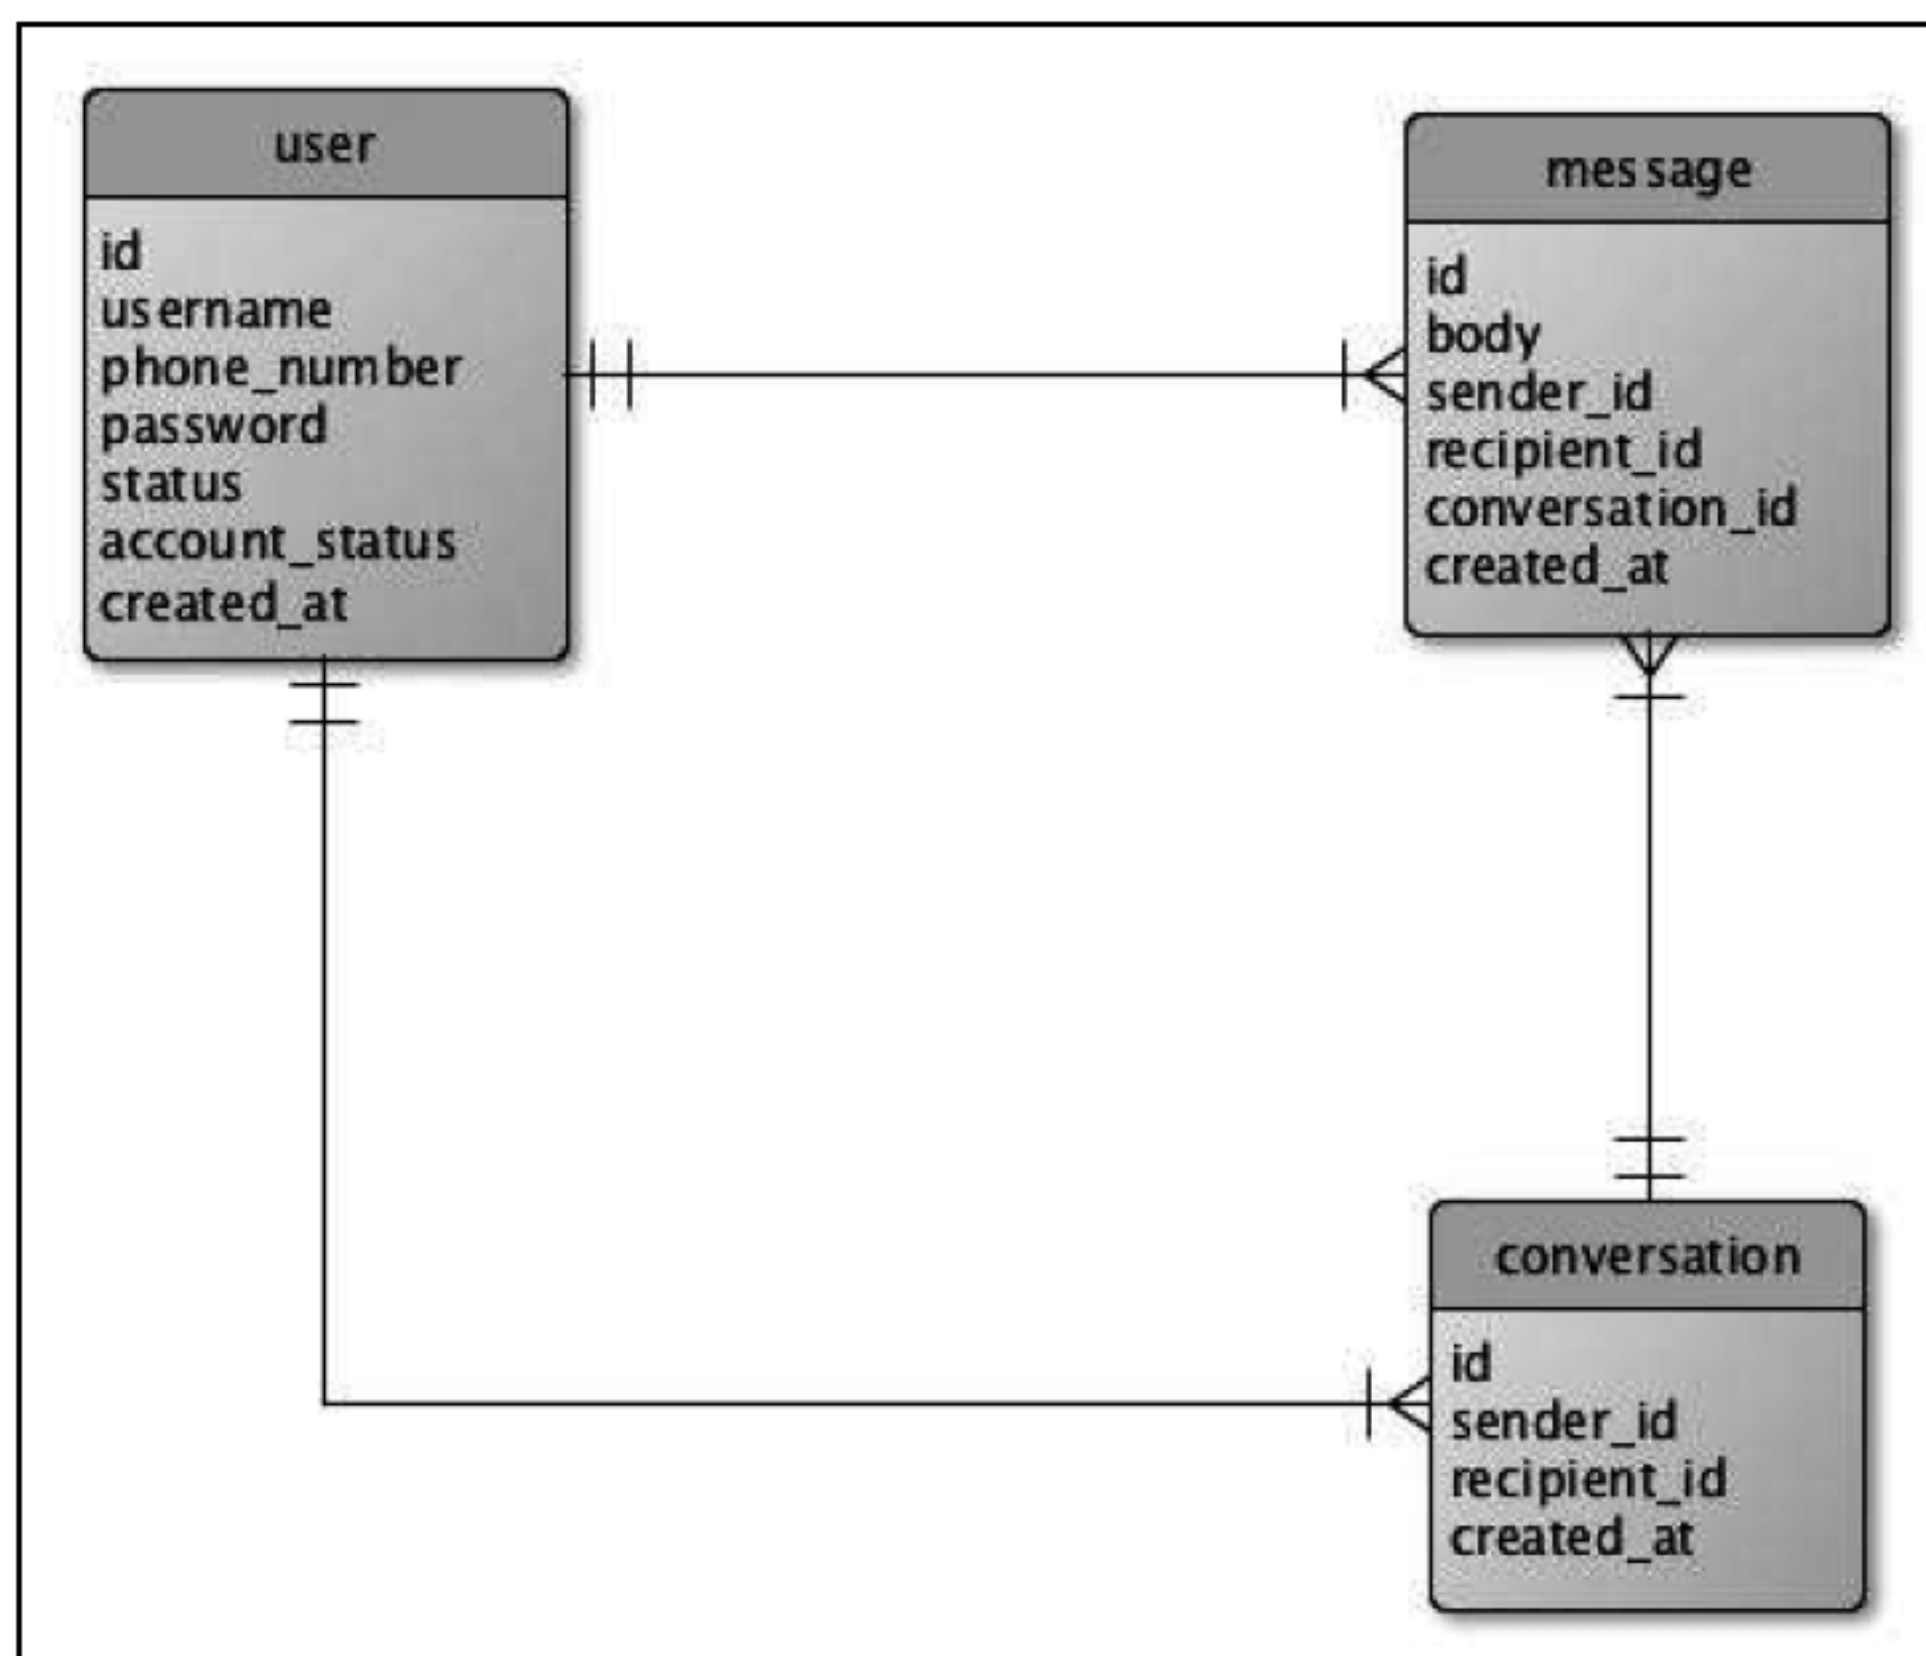 user
id
username
phone_number
password
status
account_status
created_at
message
id
body
sender_id
recipient_id
conversation_id
created_at
conversation
id
sender_id
recipient_id
created_at